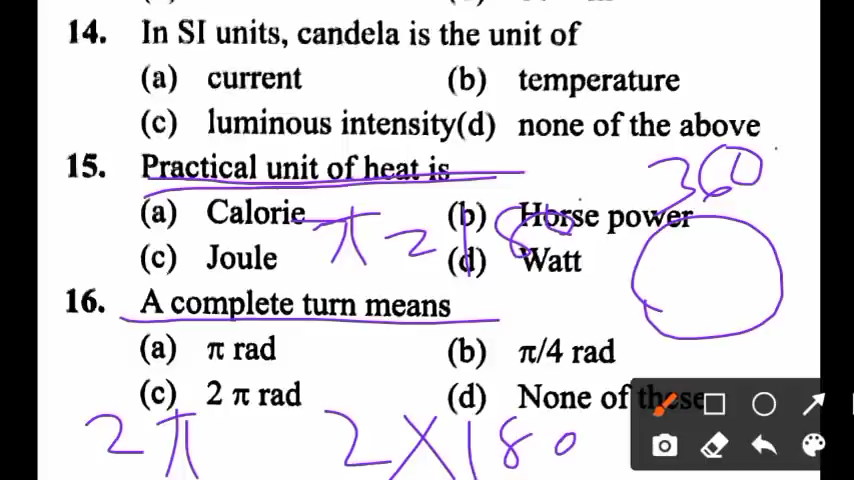 14. In SI units, candela is the unit of
(a) current (b) temperature
(c) luminous intensity(d) none of the above
15. Practical unit of heat is
360
(a) Calorie (b) Horse power
π = 180
(c) Joule (d) Watt
16. A complete turn means
(a) π rad (b) π/4 rad
(c) 2 π rad (d) None of these
2π 2×180